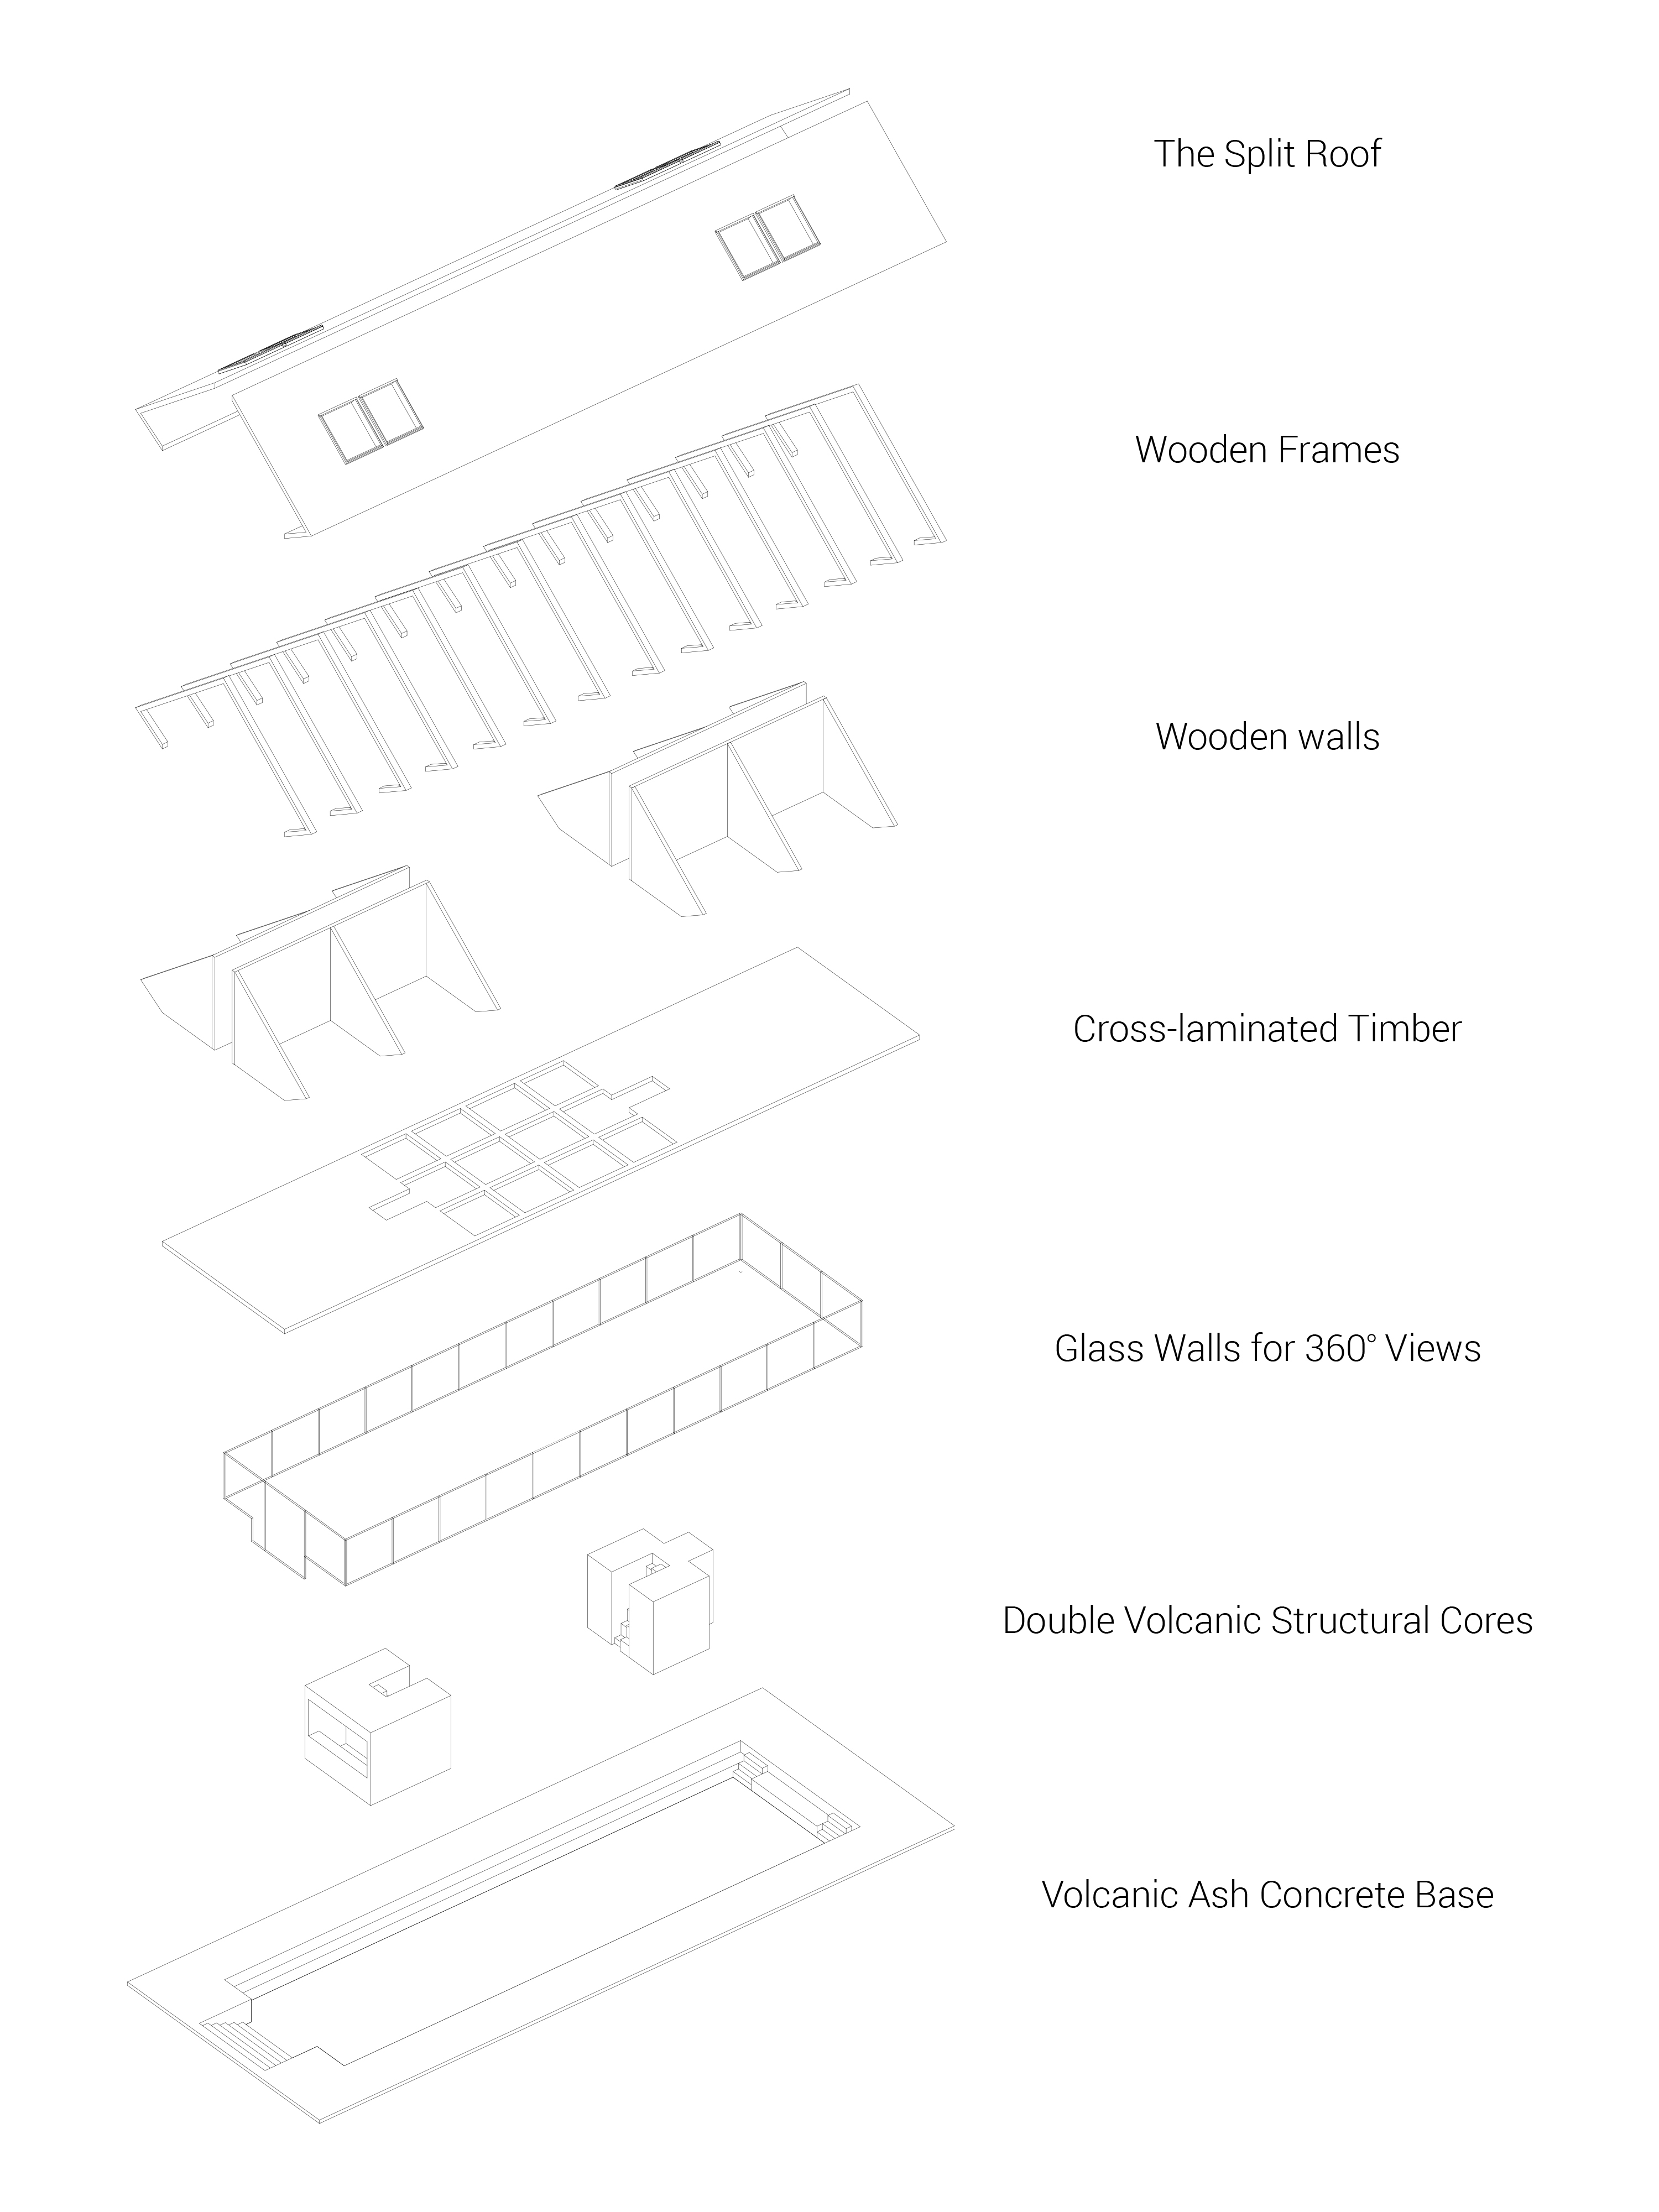 The Split Roof
Wooden Frames
Wooden walls
Cross-laminated Timber
Glass Walls for 360° Views
Double Volcanic Structural Cores
Volcanic Ash Concrete Base